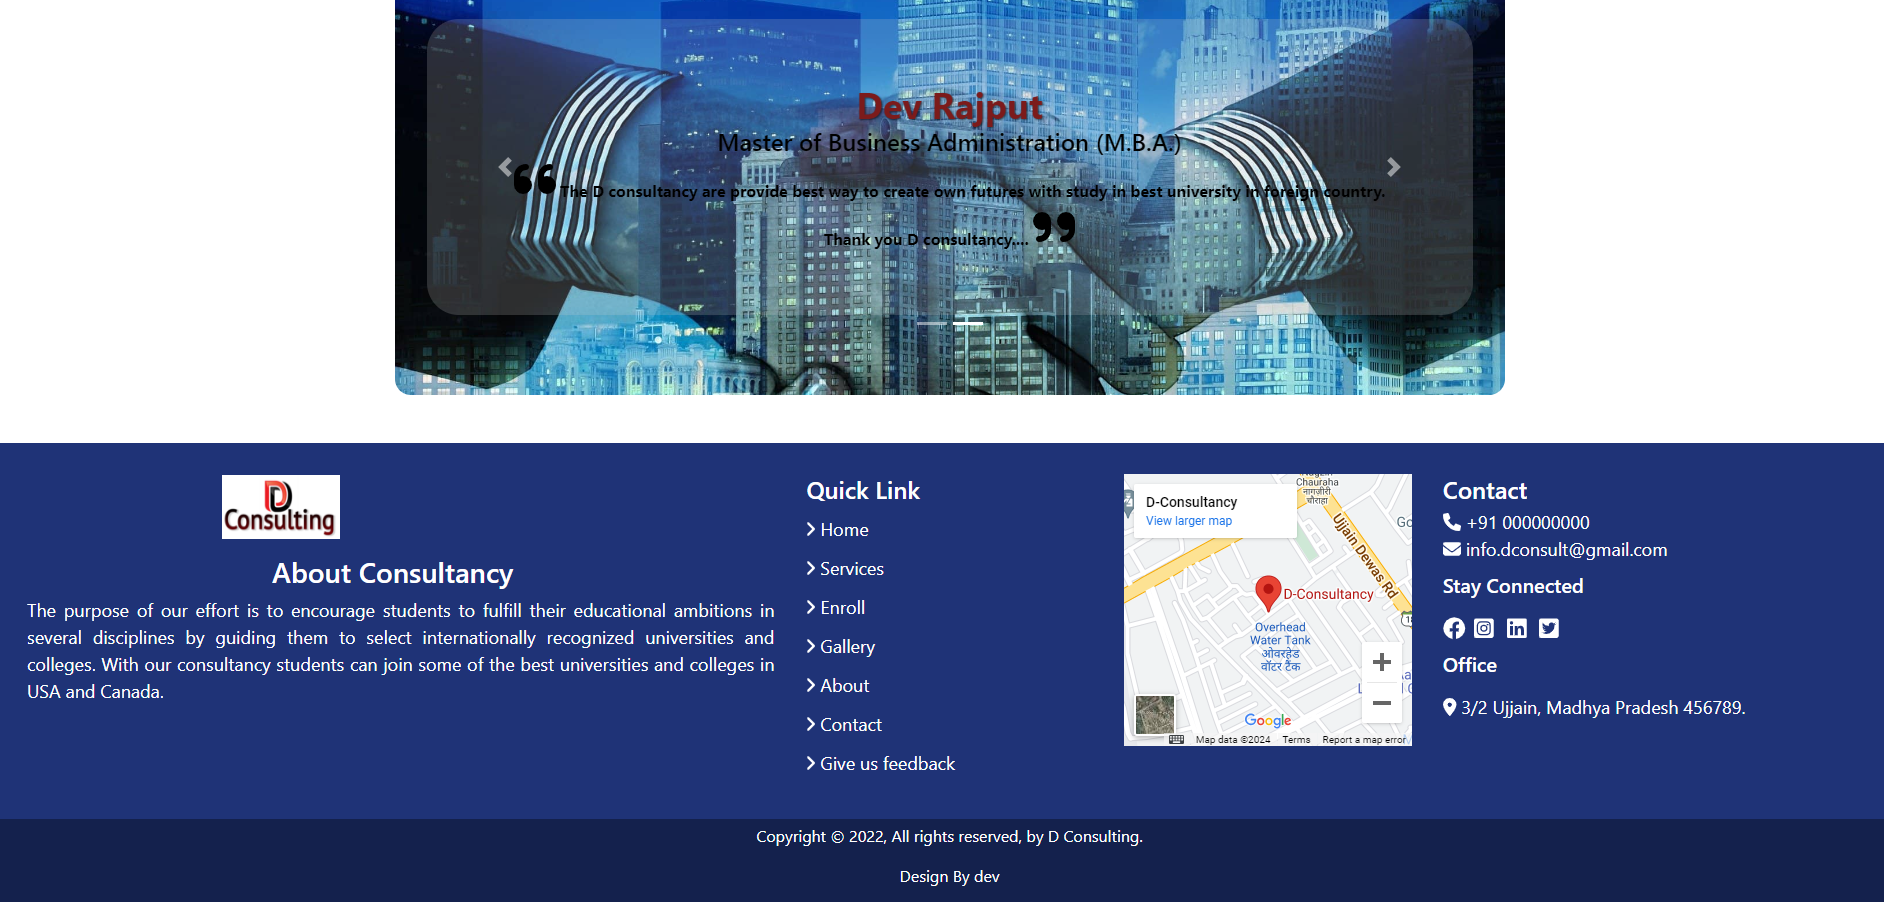 Dev Rajput
Master of Business Administration (M.B.A.)
❝ The D consultancy are provide best way to create own futures with study in best university in foreign country.
Thank you D consultancy.... ❞
D
Consulting
About Consultancy
The purpose of our effort is to encourage students to fulfill their educational ambitions in
several disciplines by guiding them to select internationally recognized universities and
colleges. With our consultancy students can join some of the best universities and colleges in
USA and Canada.
Quick Link
Home
Services
Enroll
Gallery
About
Contact
Give us feedback
Chauraha
नागज़ीरी
चौराहा
D-Consultancy
View larger map
Ujjain Dewas Rd
D-Consultancy
Overhead
Water Tank
ओवरहेड
वॉटर टैंक
Google
Map data ©2024 Terms Report a map error
Contact
+91 000000000
info.dconsult@gmail.com
Stay Connected
Office
3/2 Ujjain, Madhya Pradesh 456789.
Copyright © 2022, All rights reserved, by D Consulting.
Design By dev